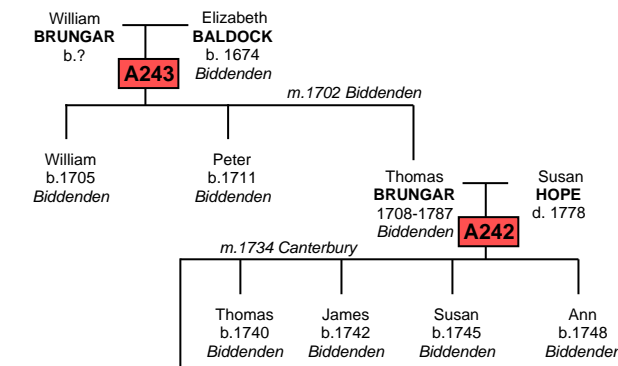 William
BRUNGAR
b.?
Elizabeth
BALDOCK
b. 1674
Biddenden
A243
m.1702 Biddenden
William
b.1705
Biddenden
Peter
b.1711
Biddenden
Thomas
BRUNGAR
1708-1787
Biddenden
Susan
HOPE
d. 1778
A242
m.1734 Canterbury
Thomas
b.1740
Biddenden
James
b.1742
Biddenden
Susan
b.1745
Biddenden
Ann
b.1748
Biddenden